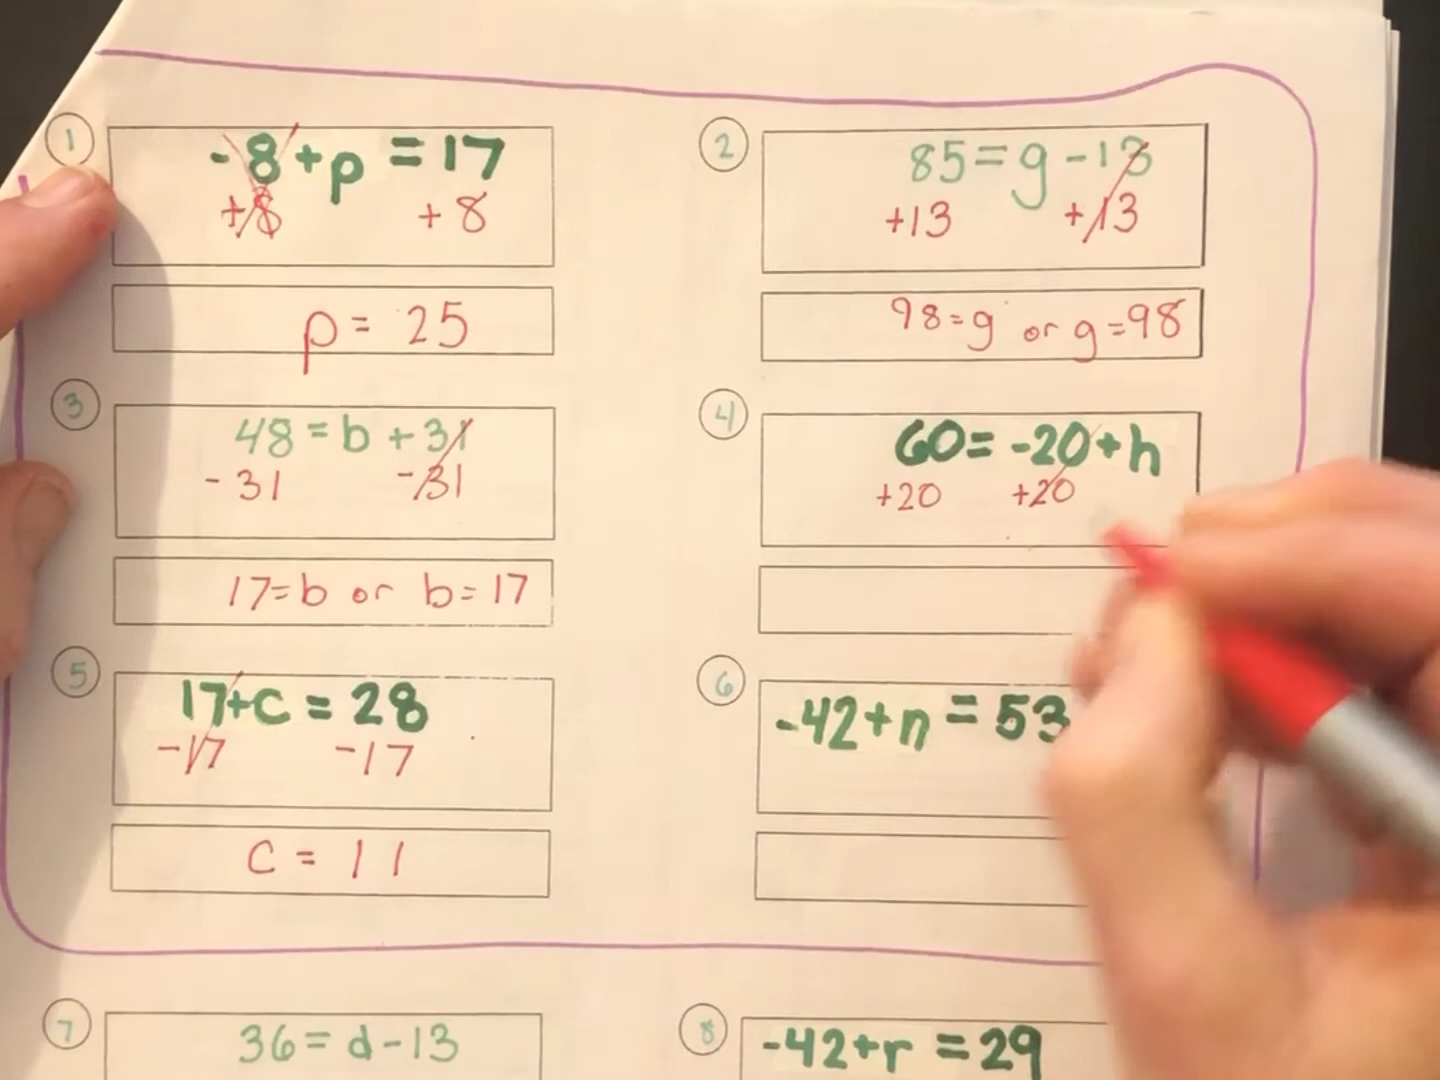 1
-8+p = 17
+8 +8
p = 25
2
85=g-13
+13 +13
98=g or g=98
3
48=b+31
-31 -31
17=b or b=17
4
60=-20+h
+20 +20
5
17+c = 28
-17 -17
c = 11
6
-42+n = 53
7
36=d-13
8
-42+r = 29